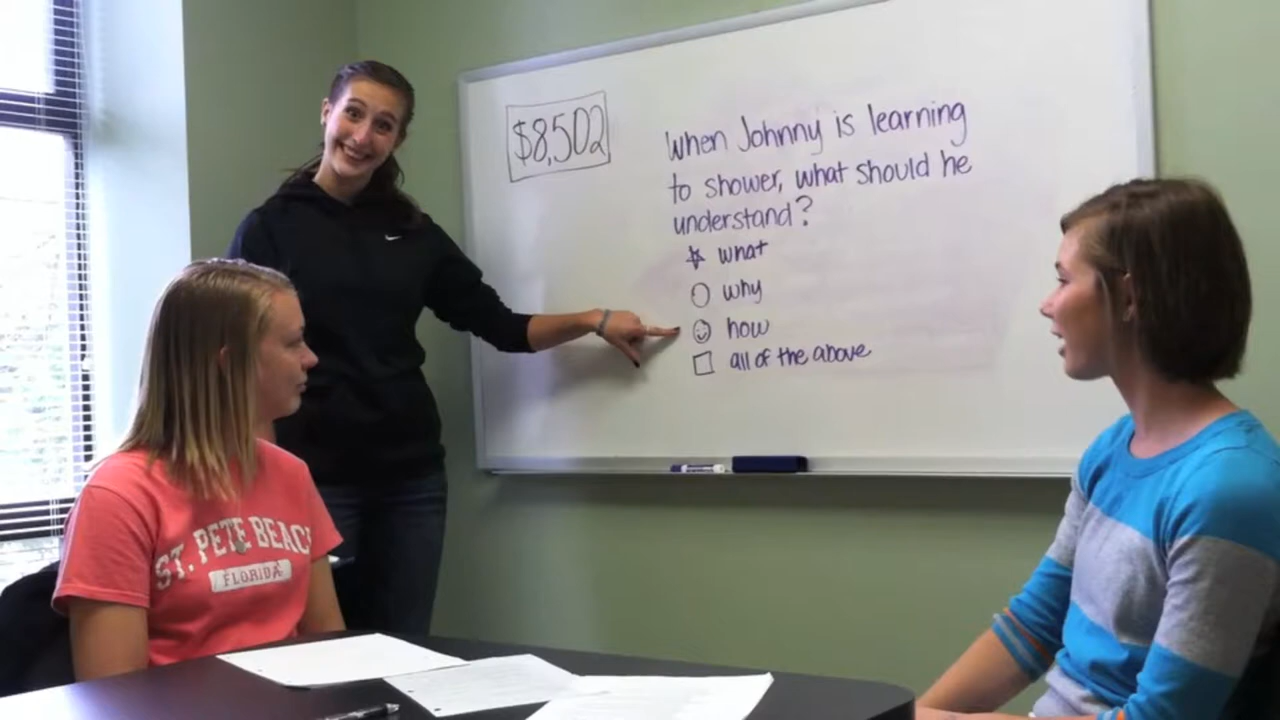 $8,502
When Johnny is learning
to shower, what should he
understand?
what
why
how
all of the above
ST. PETE BEACH
FLORIDA